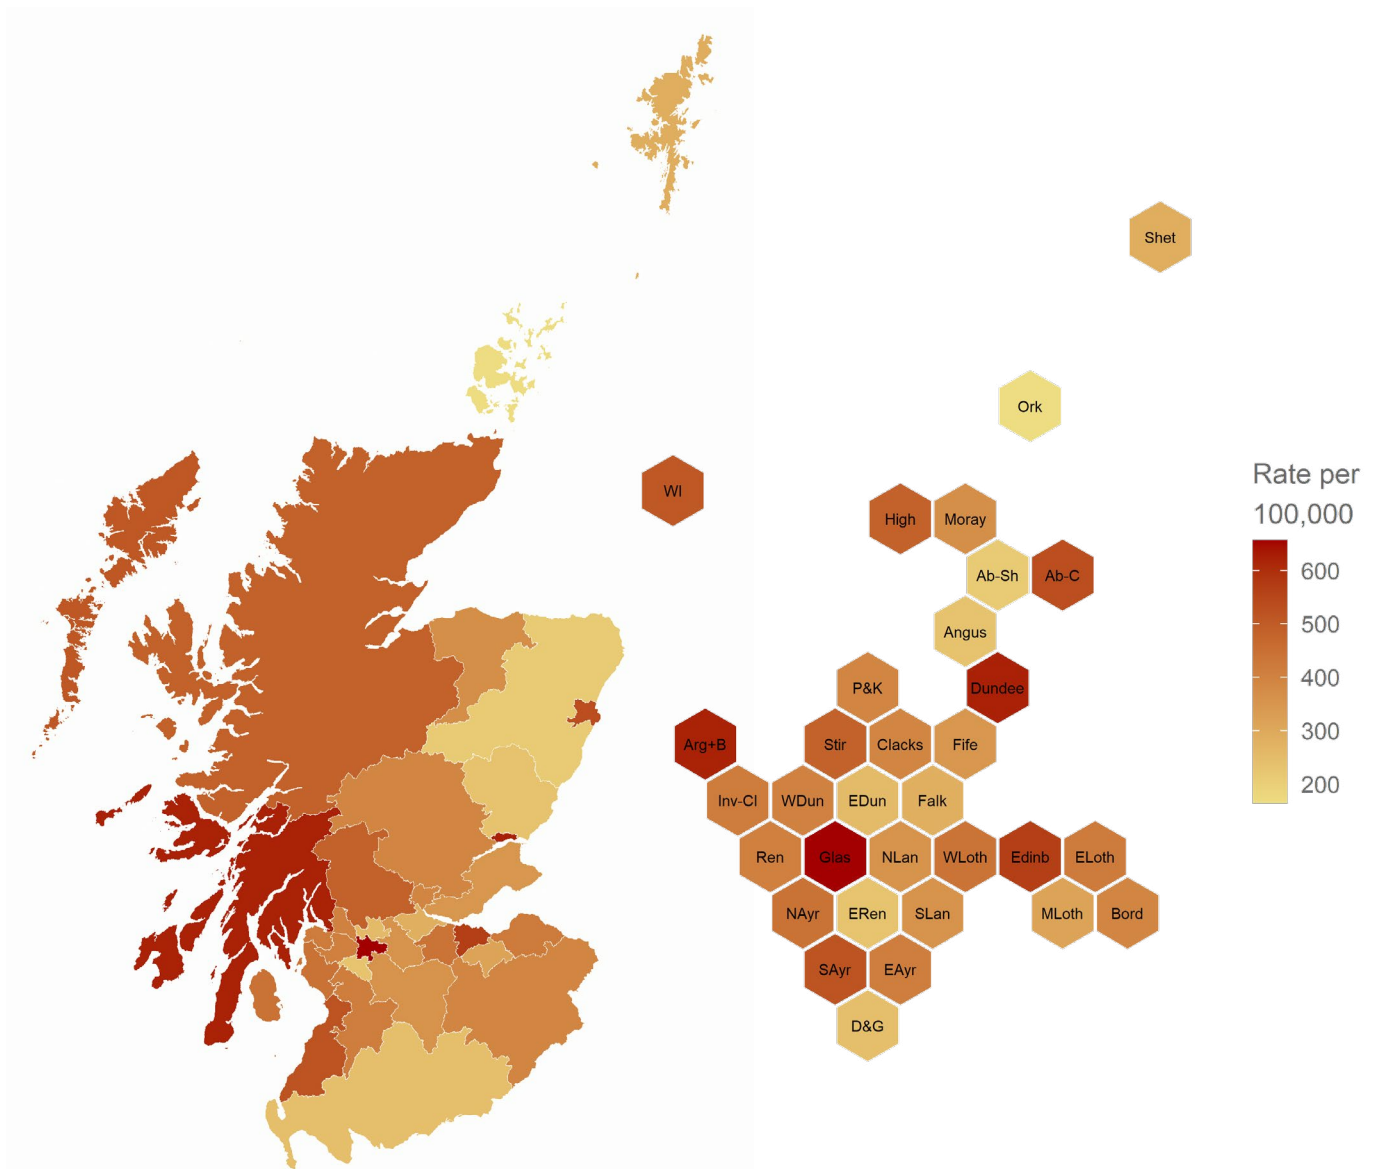 Shet
Ork
WI
High
Moray
Ab-Sh
Ab-C
Angus
P&K
Dundee
Arg+B
Stir
Clacks
Fife
Inv-Cl
WDun
EDun
Falk
Ren
Glas
NLan
WLoth
Edinb
ELoth
NAyr
ERen
SLan
MLoth
Bord
SAyr
EAyr
D&G
Rate per
100,000
600
500
400
300
200